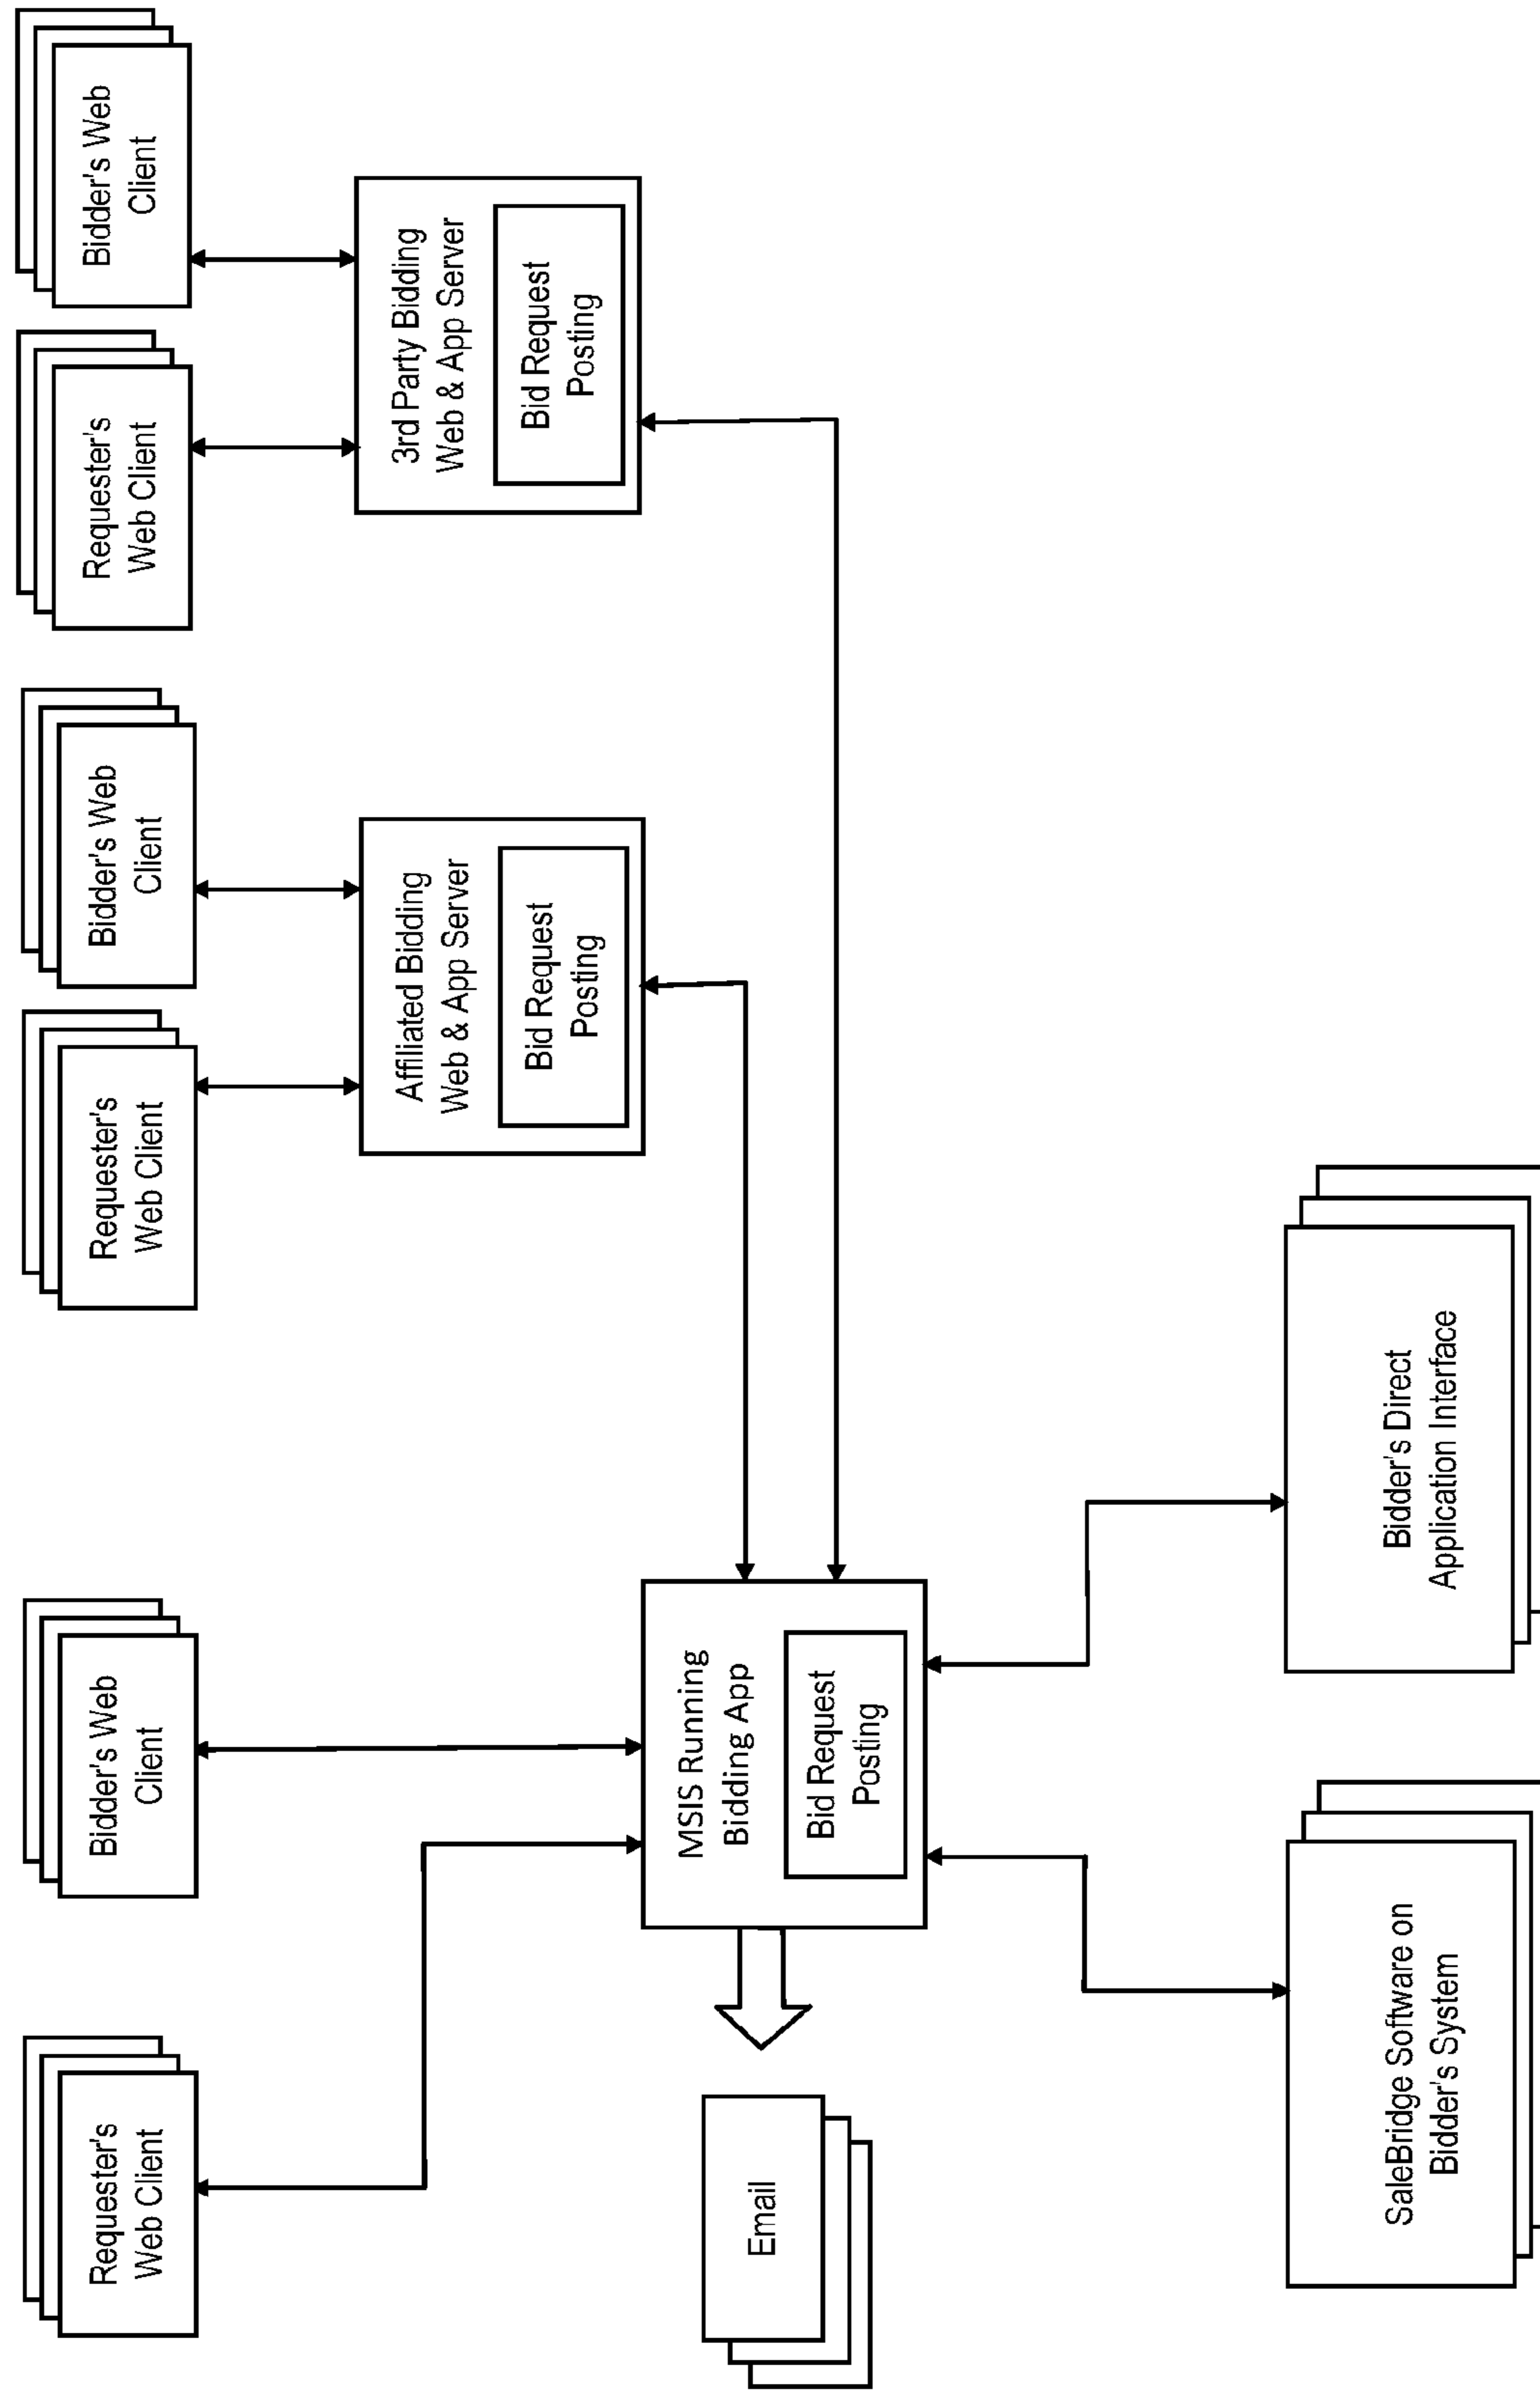 Requester's
Web Client
Bidder's Web
Client
Requester's
Web Client
Bidder's Web
Client
Requester's
Web Client
Bidder's Web
Client
Affiliated Bidding
Web & App Server
Bid Request
Posting
3rd Party Bidding
Web & App Server
Bid Request
Posting
Email
MSIS Running
Bidding App
Bid Request
Posting
SaleBridge Software on
Bidder's System
Bidder's Direct
Application Interface